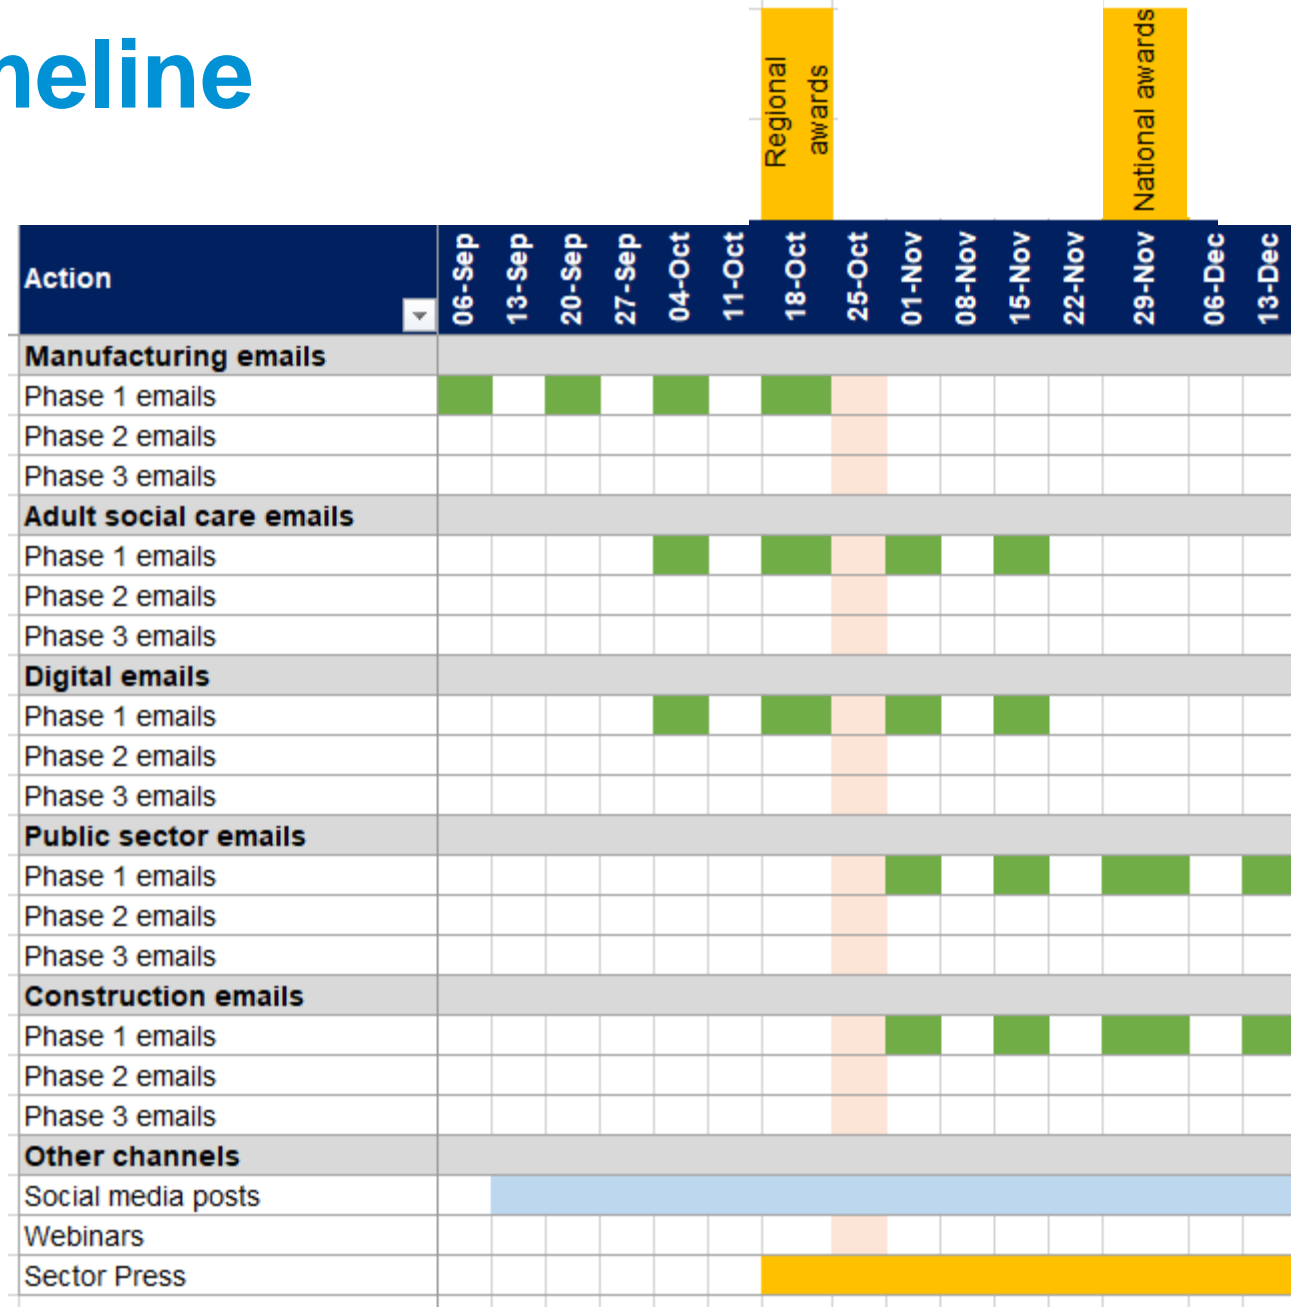 meline
Regional
awards
National awards
Action
06-Sep
13-Sep
20-Sep
27-Sep
04-Oct
11-Oct
18-Oct
25-Oct
01-Nov
08-Nov
15-Nov
22-Nov
29-Nov
06-Dec
13-Dec
Manufacturing emails
Phase 1 emails
Phase 2 emails
Phase 3 emails
Adult social care emails
Phase 1 emails
Phase 2 emails
Phase 3 emails
Digital emails
Phase 1 emails
Phase 2 emails
Phase 3 emails
Public sector emails
Phase 1 emails
Phase 2 emails
Phase 3 emails
Construction emails
Phase 1 emails
Phase 2 emails
Phase 3 emails
Other channels
Social media posts
Webinars
Sector Press